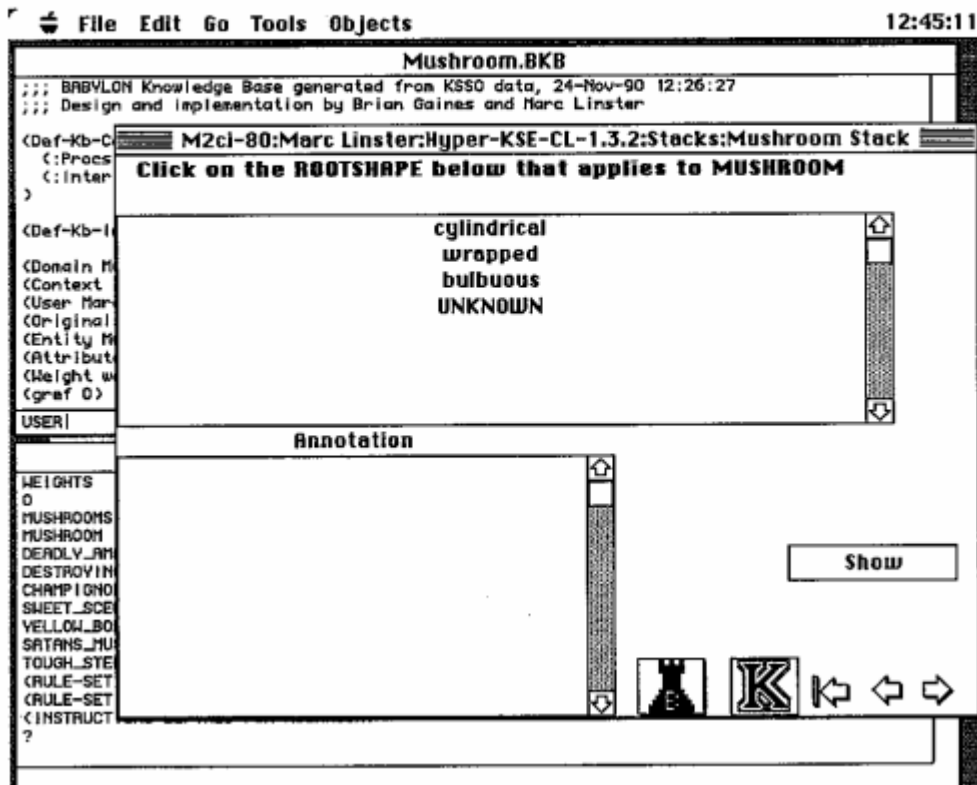 File Edit Go Tools Objects 12:45:11
Mushroom.BKB
;;; BABYLON Knowledge Base generated from KSSO data, 24-Nov-90 12:26:27
;;; Design and implementation by Brian Gaines and Marc Linster
(Def-Kb-C
(:Procs
(:Inter
)
(Def-Kb-I
(Domain M
(Context
(User Mar
(Original
(Entity M
(Attribut
(Weight w
(graf 0)
USER|
M2ci-80:Marc Linster:Hyper-KSE-CL-1.3.2:Stacks:Mushroom Stack
Click on the ROOTSHAPE below that applies to MUSHROOM
cylindrical
wrapped
bulbuous
UNKNOWN
Annotation
WEIGHTS
0
MUSHROOMS
MUSHROOM
DEADLY_AM
DESTROYIN
CHAMPIGNO
SWEET_SCE
YELLOW_BO
SATANS_MU
TOUGH_STE
(RULE-SET
(RULE-SET
(INSTRUCT
?
Show
B K